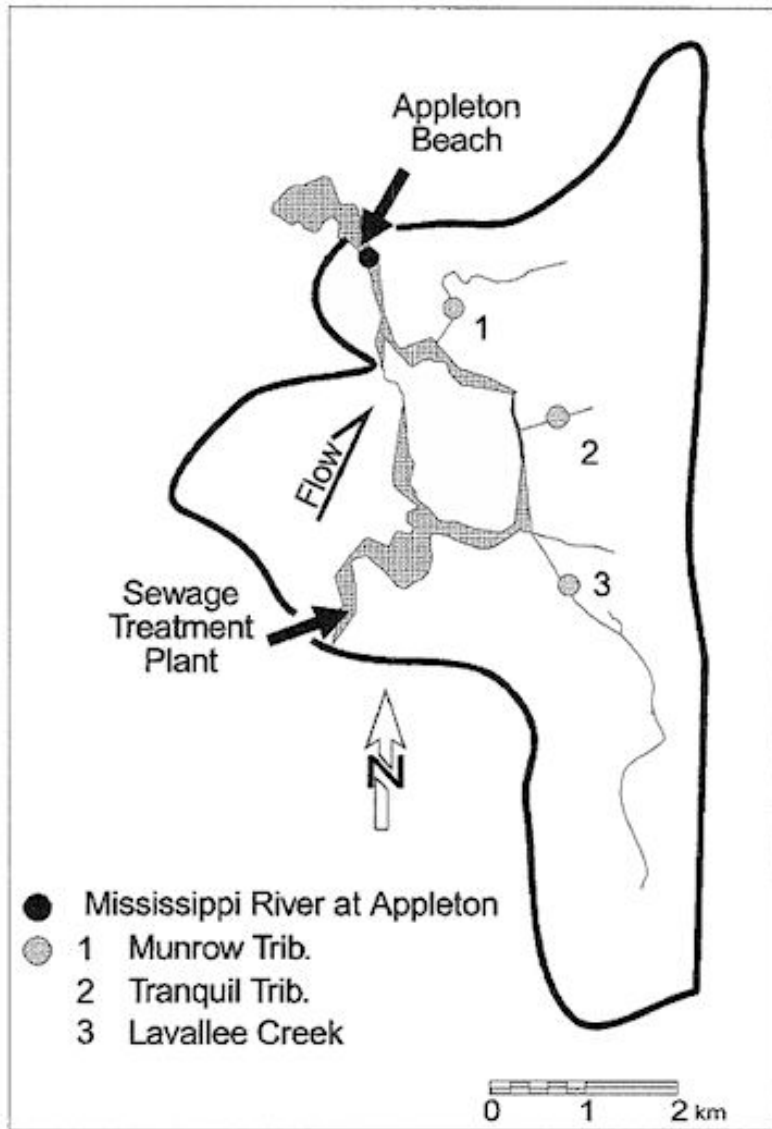 Appleton
Beach
1
2
Flow
3
Sewage
Treatment
Plant
N
Mississippi River at Appleton
1 Munrow Trib.
2 Tranquil Trib.
3 Lavallee Creek
0 1 2 km